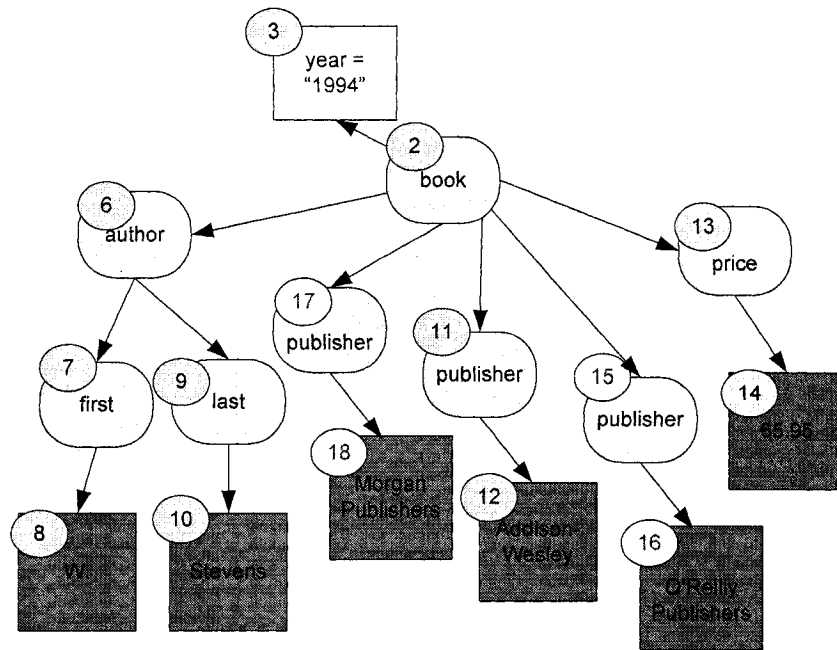 3
year =
"1994"
2
book
6
author
13
price
17
publisher
11
publisher
15
publisher
7
first
9
last
14
65.95
18
Morgan
Publishers
12
Addison-
Wesley
8
W.
10
Stevens
16
O'Reilly
Publishers